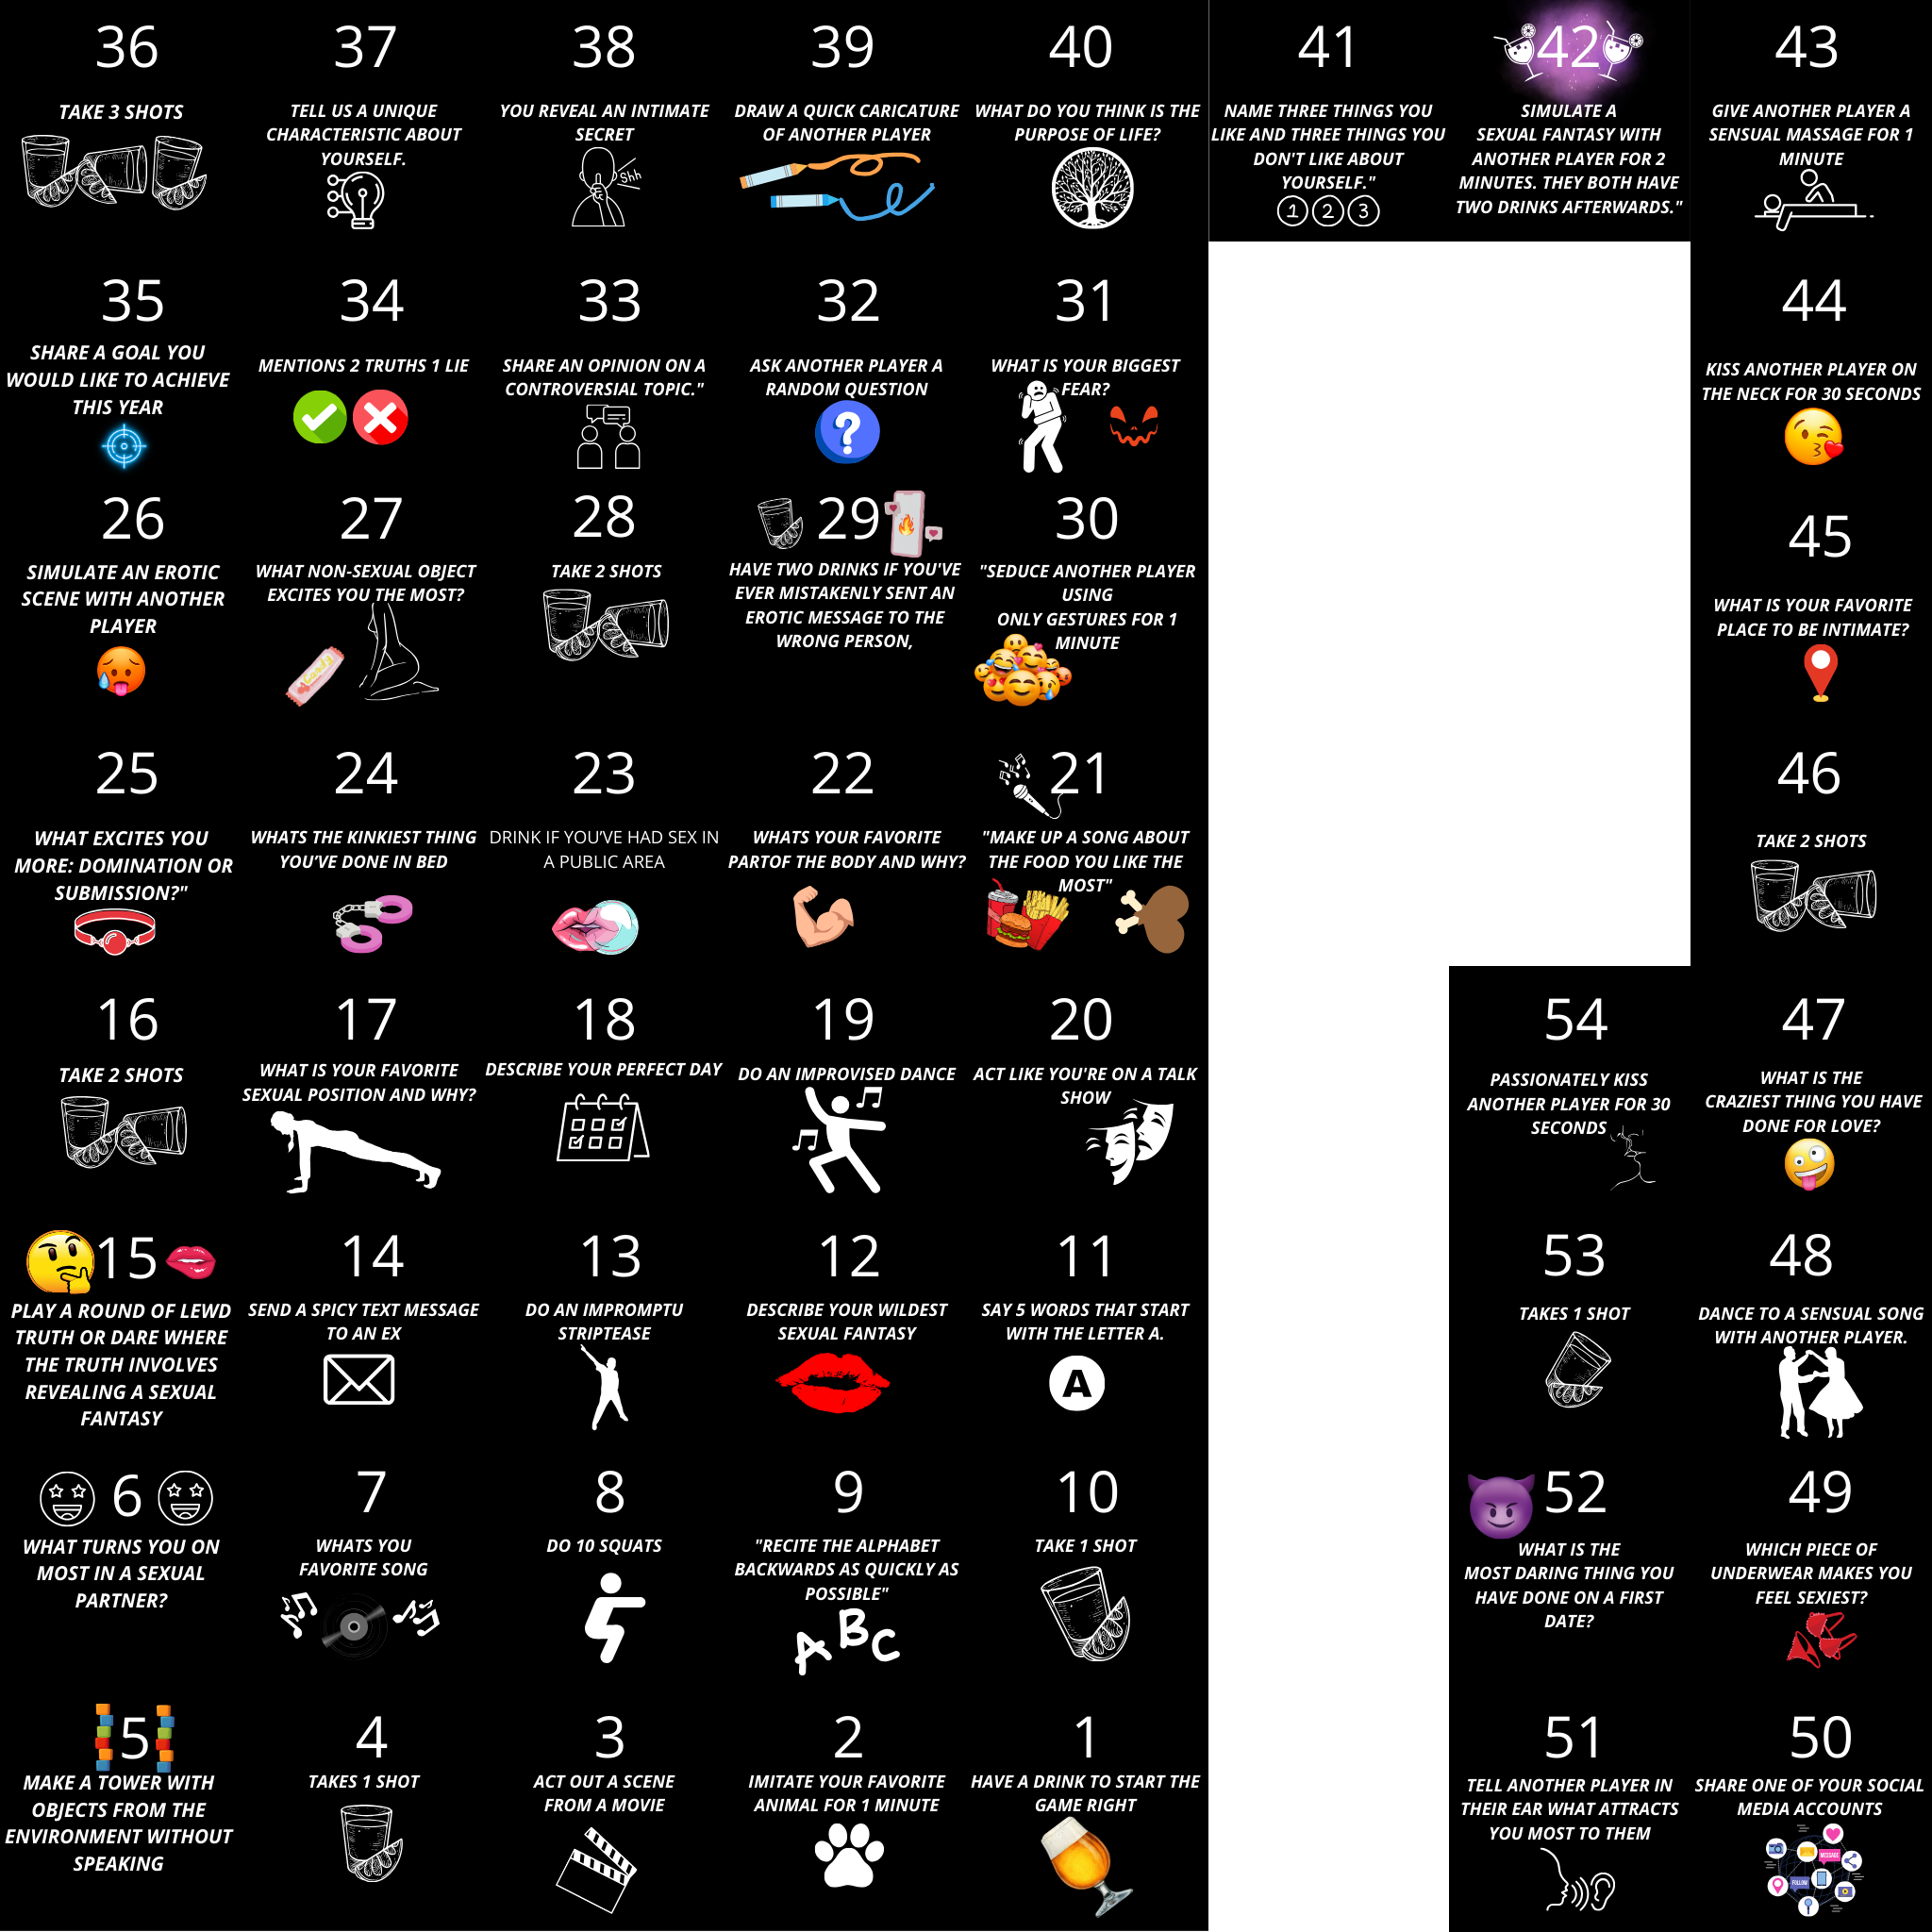 36
TAKE 3 SHOTS
37
TELL US A UNIQUE
CHARACTERISTIC ABOUT
YOURSELF.
38
YOU REVEAL AN INTIMATE
SECRET
Shh
39
DRAW A QUICK CARICATURE
OF ANOTHER PLAYER
40
WHAT DO YOU THINK IS THE
PURPOSE OF LIFE?
41
NAME THREE THINGS YOU
LIKE AND THREE THINGS YOU
DON'T LIKE ABOUT
YOURSELF."
1 2 3
42
SIMULATE A
SEXUAL FANTASY WITH
ANOTHER PLAYER FOR 2
MINUTES. THEY BOTH HAVE
TWO DRINKS AFTERWARDS."
43
GIVE ANOTHER PLAYER A
SENSUAL MASSAGE FOR 1
MINUTE
35
SHARE A GOAL YOU
WOULD LIKE TO ACHIEVE
THIS YEAR
34
MENTIONS 2 TRUTHS 1 LIE
33
SHARE AN OPINION ON A
CONTROVERSIAL TOPIC."
32
ASK ANOTHER PLAYER A
RANDOM QUESTION
?
31
WHAT IS YOUR BIGGEST
FEAR?
44
KISS ANOTHER PLAYER ON
THE NECK FOR 30 SECONDS
26
SIMULATE AN EROTIC
SCENE WITH ANOTHER
PLAYER
27
WHAT NON-SEXUAL OBJECT
EXCITES YOU THE MOST?
Candy
28
TAKE 2 SHOTS
29
HAVE TWO DRINKS IF YOU'VE
EVER MISTAKENLY SENT AN
EROTIC MESSAGE TO THE
WRONG PERSON,
30
"SEDUCE ANOTHER PLAYER
USING
ONLY GESTURES FOR 1
MINUTE
45
WHAT IS YOUR FAVORITE
PLACE TO BE INTIMATE?
25
WHAT EXCITES YOU
MORE: DOMINATION OR
SUBMISSION?"
24
WHATS THE KINKIEST THING
YOU'VE DONE IN BED
23
DRINK IF YOU'VE HAD SEX IN
A PUBLIC AREA
22
WHATS YOUR FAVORITE
PARTOF THE BODY AND WHY?
21
"MAKE UP A SONG ABOUT
THE FOOD YOU LIKE THE
MOST"
46
TAKE 2 SHOTS
16
TAKE 2 SHOTS
17
WHAT IS YOUR FAVORITE
SEXUAL POSITION AND WHY?
18
DESCRIBE YOUR PERFECT DAY
19
DO AN IMPROVISED DANCE
20
ACT LIKE YOU'RE ON A TALK
SHOW
54
PASSIONATELY KISS
ANOTHER PLAYER FOR 30
SECONDS
47
WHAT IS THE
CRAZIEST THING YOU HAVE
DONE FOR LOVE?
15
PLAY A ROUND OF LEWD
TRUTH OR DARE WHERE
THE TRUTH INVOLVES
REVEALING A SEXUAL
FANTASY
14
SEND A SPICY TEXT MESSAGE
TO AN EX
13
DO AN IMPROMPTU
STRIPTEASE
12
DESCRIBE YOUR WILDEST
SEXUAL FANTASY
11
SAY 5 WORDS THAT START
WITH THE LETTER A.
A
53
TAKES 1 SHOT
48
DANCE TO A SENSUAL SONG
WITH ANOTHER PLAYER.
6
WHAT TURNS YOU ON
MOST IN A SEXUAL
PARTNER?
7
WHATS YOU
FAVORITE SONG
8
DO 10 SQUATS
9
"RECITE THE ALPHABET
BACKWARDS AS QUICKLY AS
POSSIBLE"
ABC
10
TAKE 1 SHOT
52
WHAT IS THE
MOST DARING THING YOU
HAVE DONE ON A FIRST
DATE?
49
WHICH PIECE OF
UNDERWEAR MAKES YOU
FEEL SEXIEST?
5
MAKE A TOWER WITH
OBJECTS FROM THE
ENVIRONMENT WITHOUT
SPEAKING
4
TAKES 1 SHOT
3
ACT OUT A SCENE
FROM A MOVIE
2
IMITATE YOUR FAVORITE
ANIMAL FOR 1 MINUTE
1
HAVE A DRINK TO START THE
GAME RIGHT
51
TELL ANOTHER PLAYER IN
THEIR EAR WHAT ATTRACTS
YOU MOST TO THEM
50
SHARE ONE OF YOUR SOCIAL
MEDIA ACCOUNTS
MESSAGE
FOLLOW